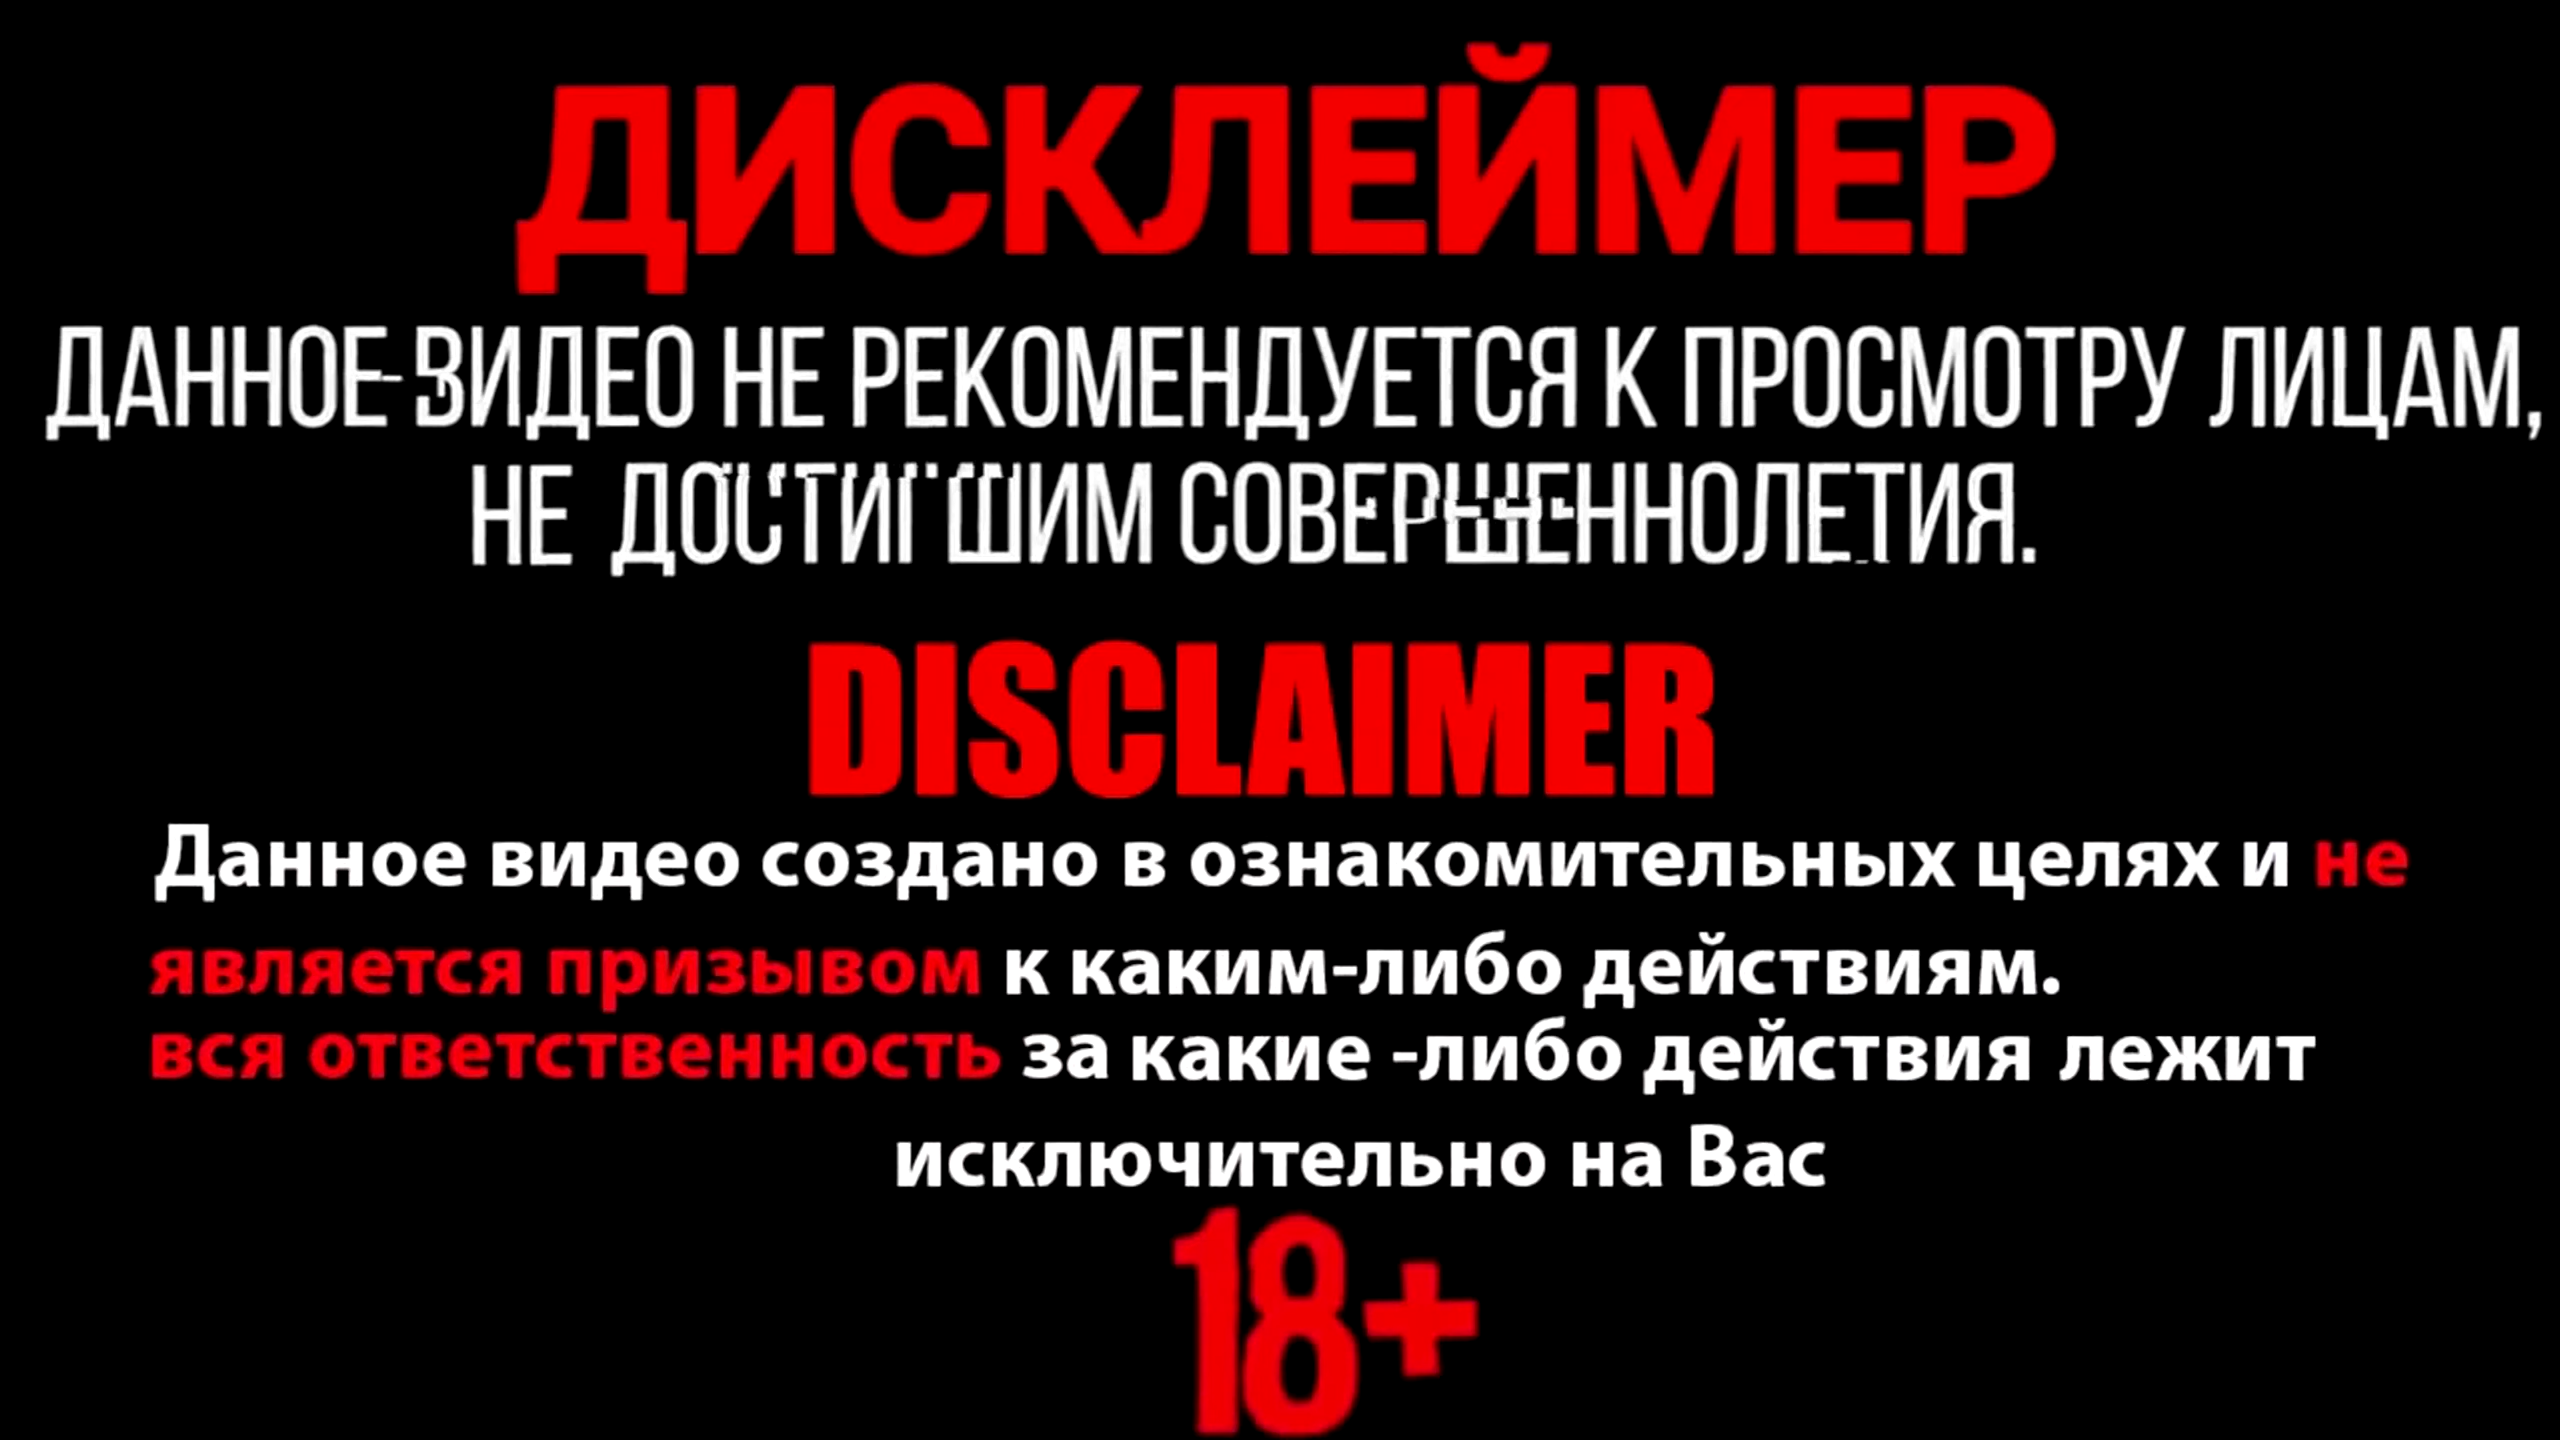 ДИСКЛЕЙМЕР
ДАННОЕ ВИДЕО НЕ РЕКОМЕНДУЕТСЯ К ПРОСМОТРУ ЛИЦАМ,
НЕ ДОСТИГШИМ СОВЕРШЕННОЛЕТИЯ.
DISCLAIMER
Данное видео создано в ознакомительных целях и не
является призывом к каким-либо действиям.
вся ответственность за какие -либо действия лежит
исключительно на Вас
18+